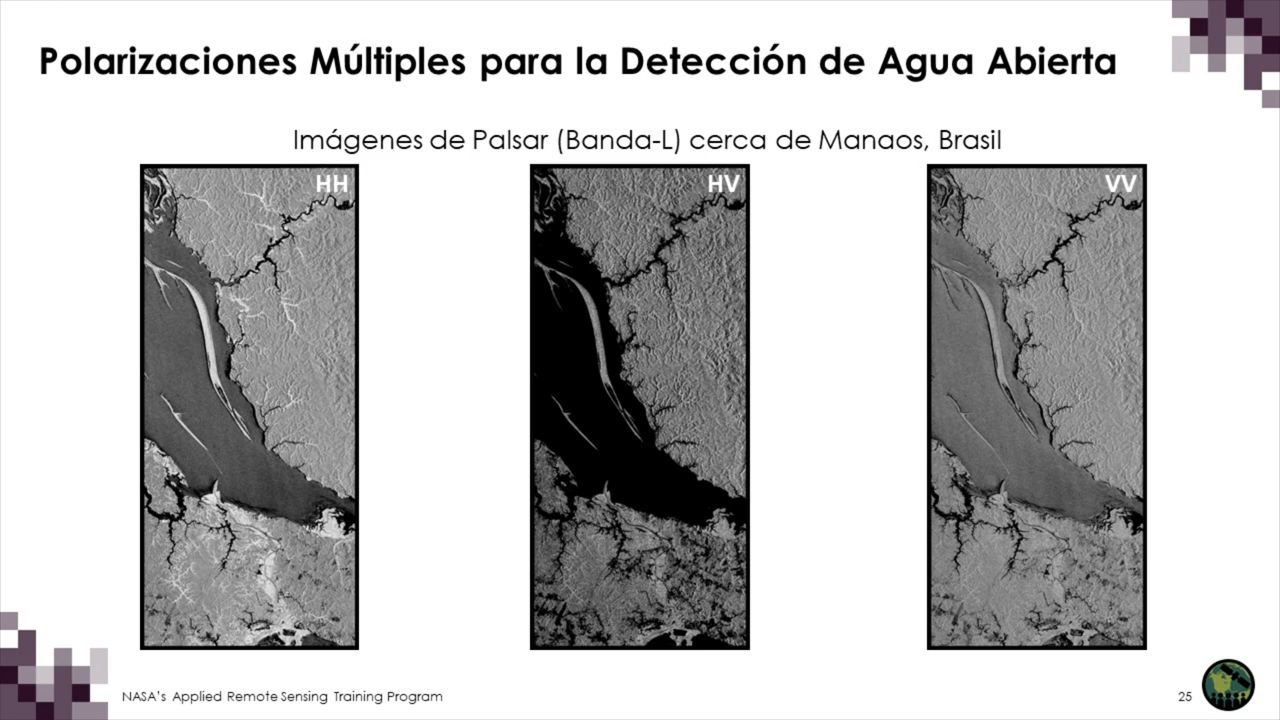 Polarizaciones Múltiples para la Detección de Agua Abierta
Imágenes de Palsar (Banda-L) cerca de Manaos, Brasil
HH
HV
VV
NASA's Applied Remote Sensing Training Program
25